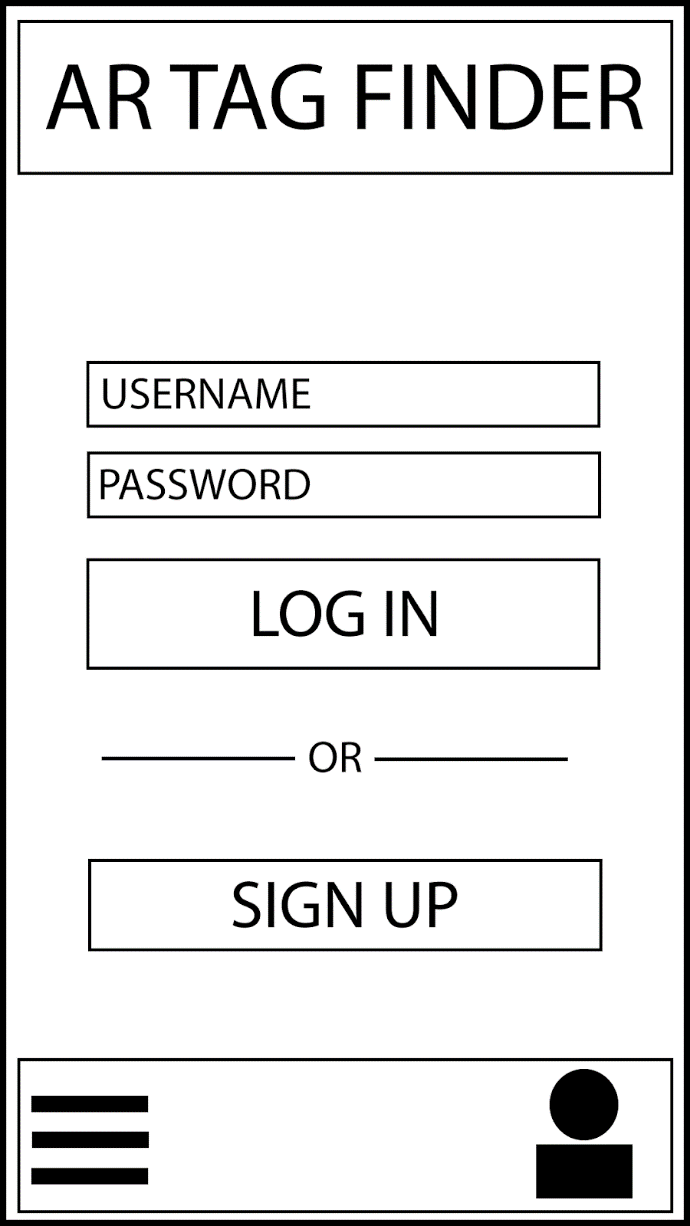 AR TAG FINDER
USERNAME
PASSWORD
LOG IN
OR
SIGN UP